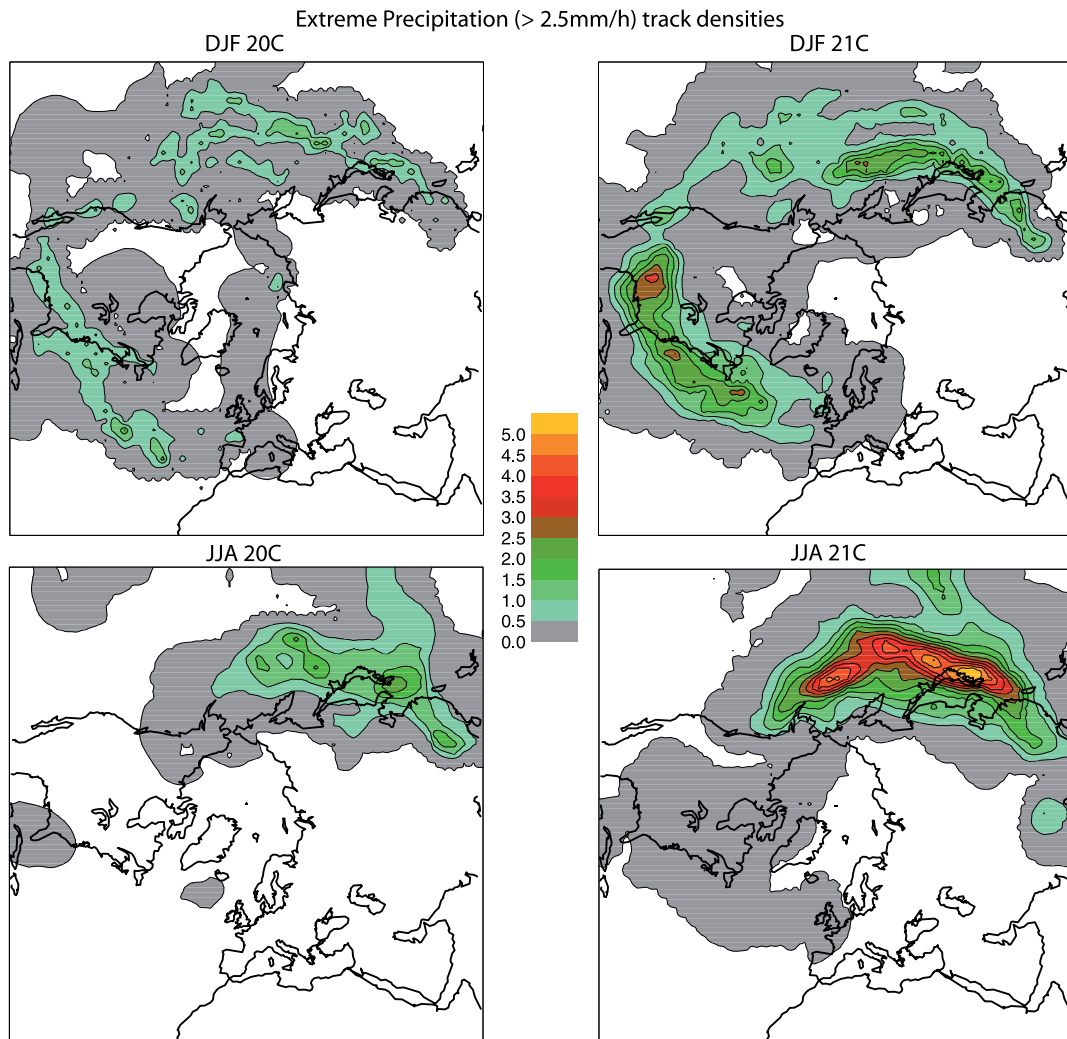 Extreme Precipitation (> 2.5mm/h) track densities
DJF 20C
DJF 21C
5.0
4.5
4.0
3.5
3.0
2.5
2.0
1.5
1.0
0.5
0.0
JJA 20C
JJA 21C